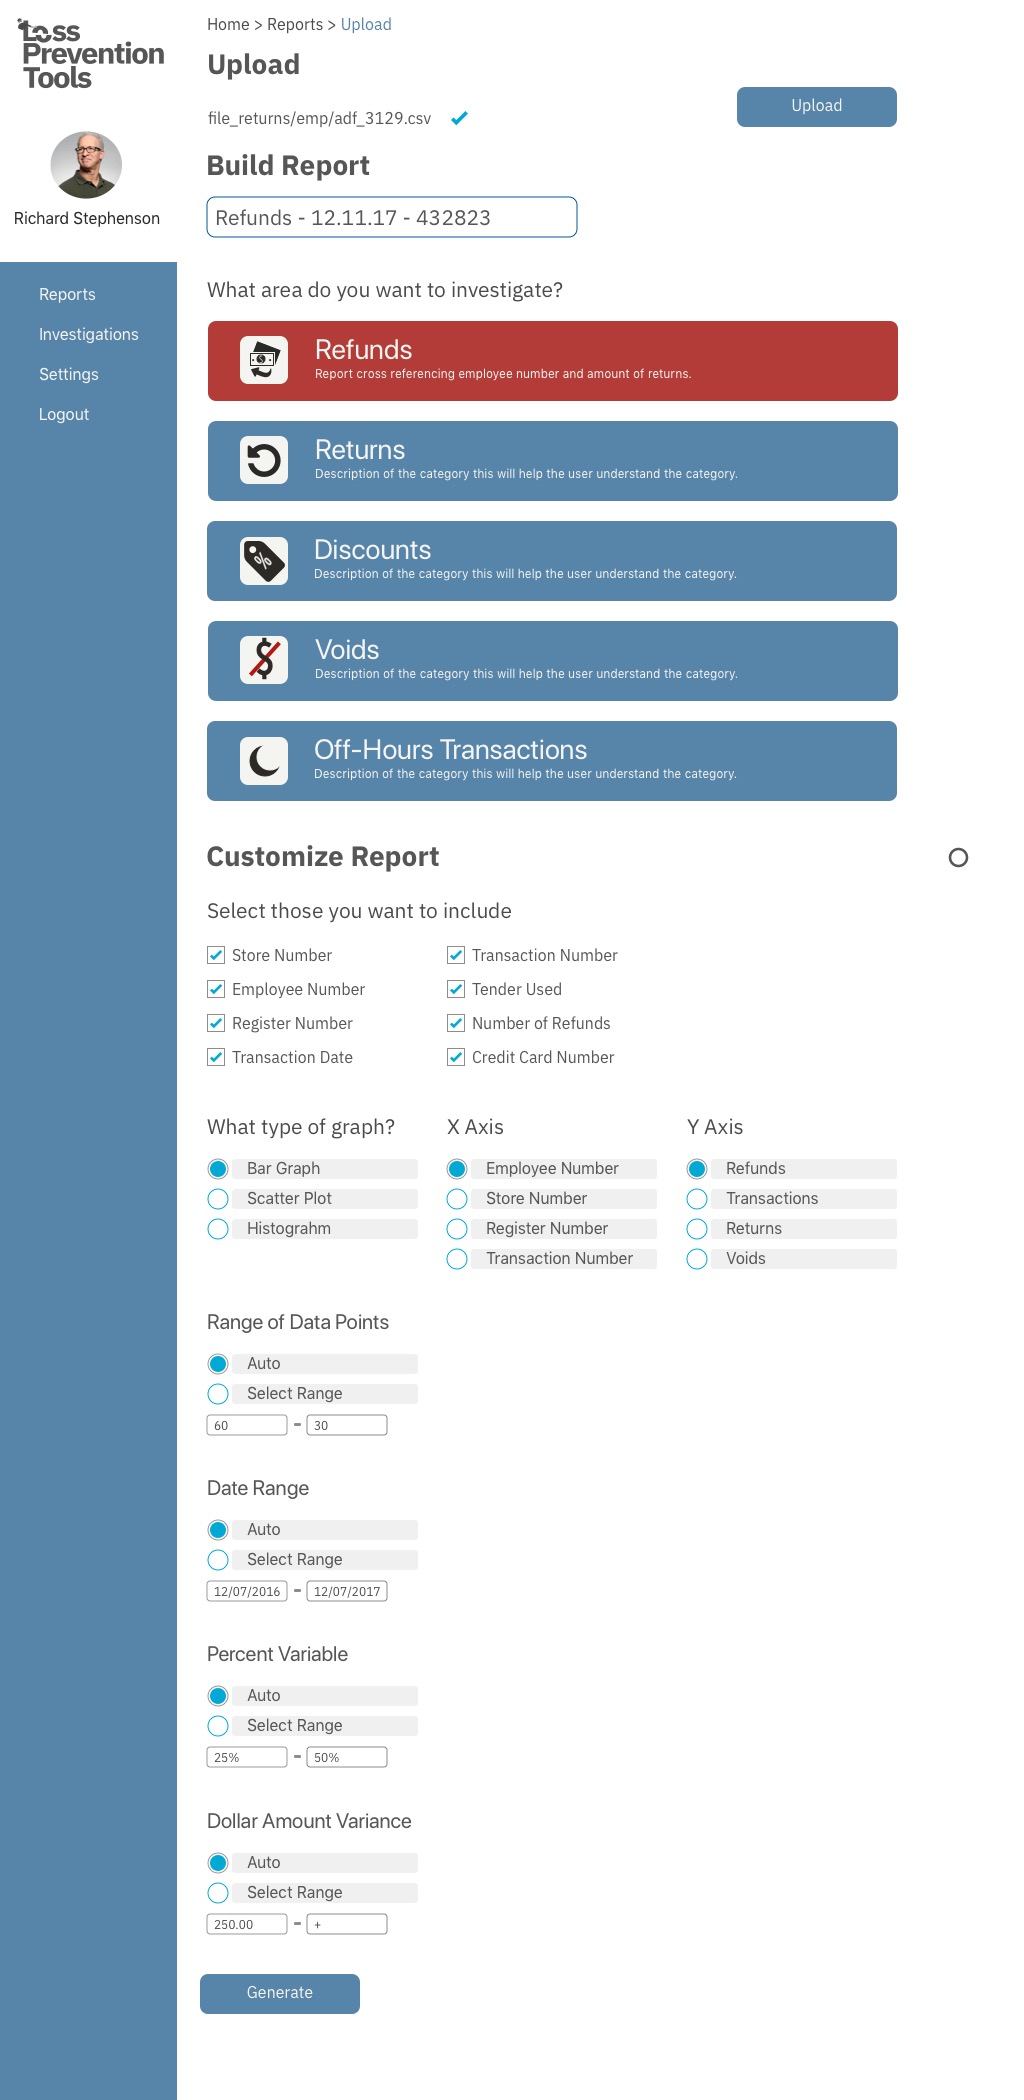 Loss
Prevention
Tools
Richard Stephenson
Reports
Investigations
Settings
Logout
Home > Reports > Upload
Upload
file_returns/emp/adf_3129.csv
Upload
Build Report
Refunds - 12.11.17 - 432823
What area do you want to investigate?
Refunds
Report cross referencing employee number and amount of returns.
Returns
Description of the category this will help the user understand the category.
Discounts
Description of the category this will help the user understand the category.
Voids
Description of the category this will help the user understand the category.
Off-Hours Transactions
Description of the category this will help the user understand the category.
Customize Report
Select those you want to include
Store Number
Employee Number
Register Number
Transaction Date
Transaction Number
Tender Used
Number of Refunds
Credit Card Number
What type of graph?
Bar Graph
Scatter Plot
Histograhm
X Axis
Employee Number
Store Number
Register Number
Transaction Number
Y Axis
Refunds
Transactions
Returns
Voids
Range of Data Points
Auto
Select Range
60 - 30
Date Range
Auto
Select Range
12/07/2016 - 12/07/2017
Percent Variable
Auto
Select Range
25% - 50%
Dollar Amount Variance
Auto
Select Range
250.00 - +
Generate